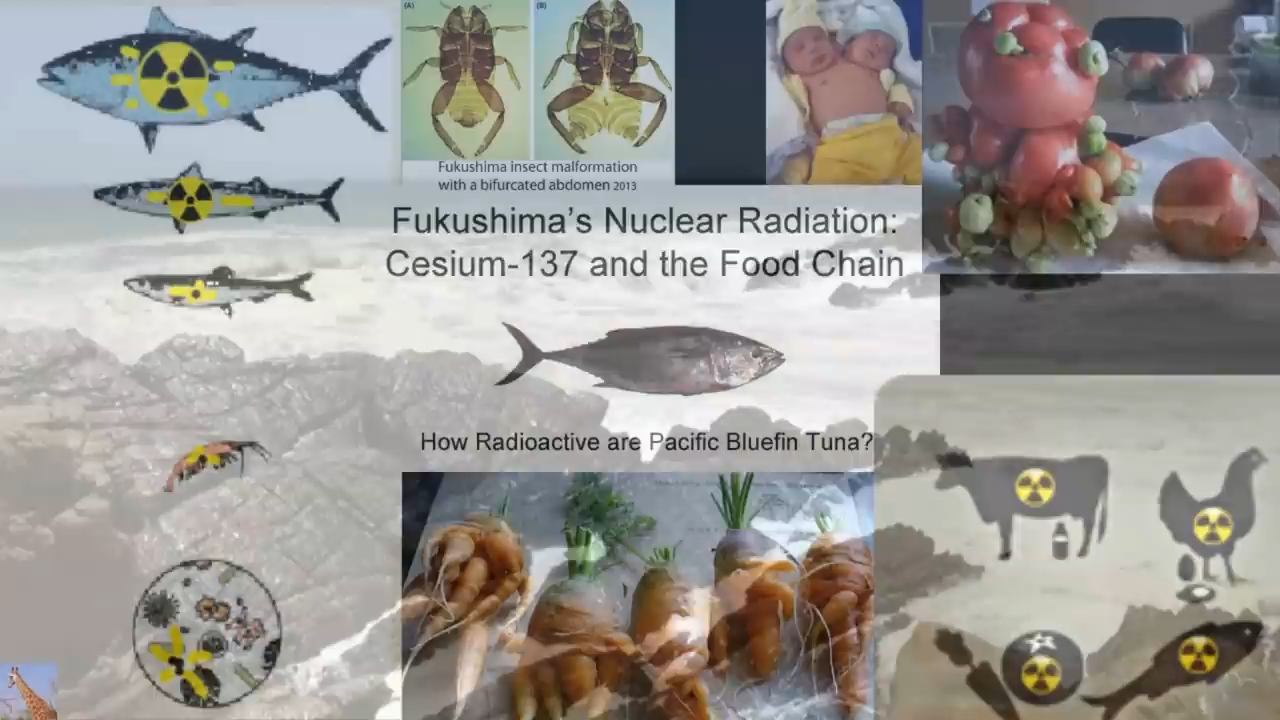 (A)
(B)
Fukushima insect malformation
with a bifurcated abdomen 2013
Fukushima’s Nuclear Radiation:
Cesium-137 and the Food Chain
How Radioactive are Pacific Bluefin Tuna?